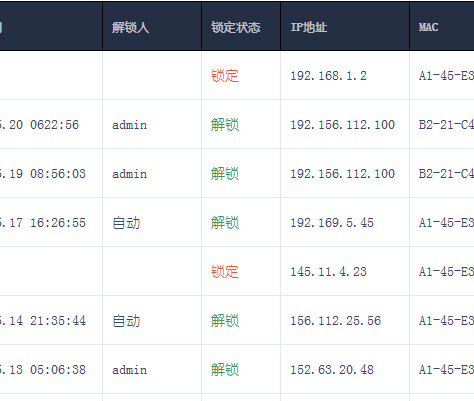 解锁人 锁定状态 IP地址 MAC
锁定 192.168.1.2 A1-45-E3
.20 0622:56 admin 解锁 192.156.112.100 B2-21-C4
.19 08:56:03 admin 解锁 192.156.112.100 B2-21-C4
.17 16:26:55 自动 解锁 192.169.5.45 A1-45-E3
锁定 145.11.4.23 A1-45-E3
.14 21:35:44 自动 解锁 156.112.25.56 A1-45-E3
.13 05:06:38 admin 解锁 152.63.20.48 A1-45-E3